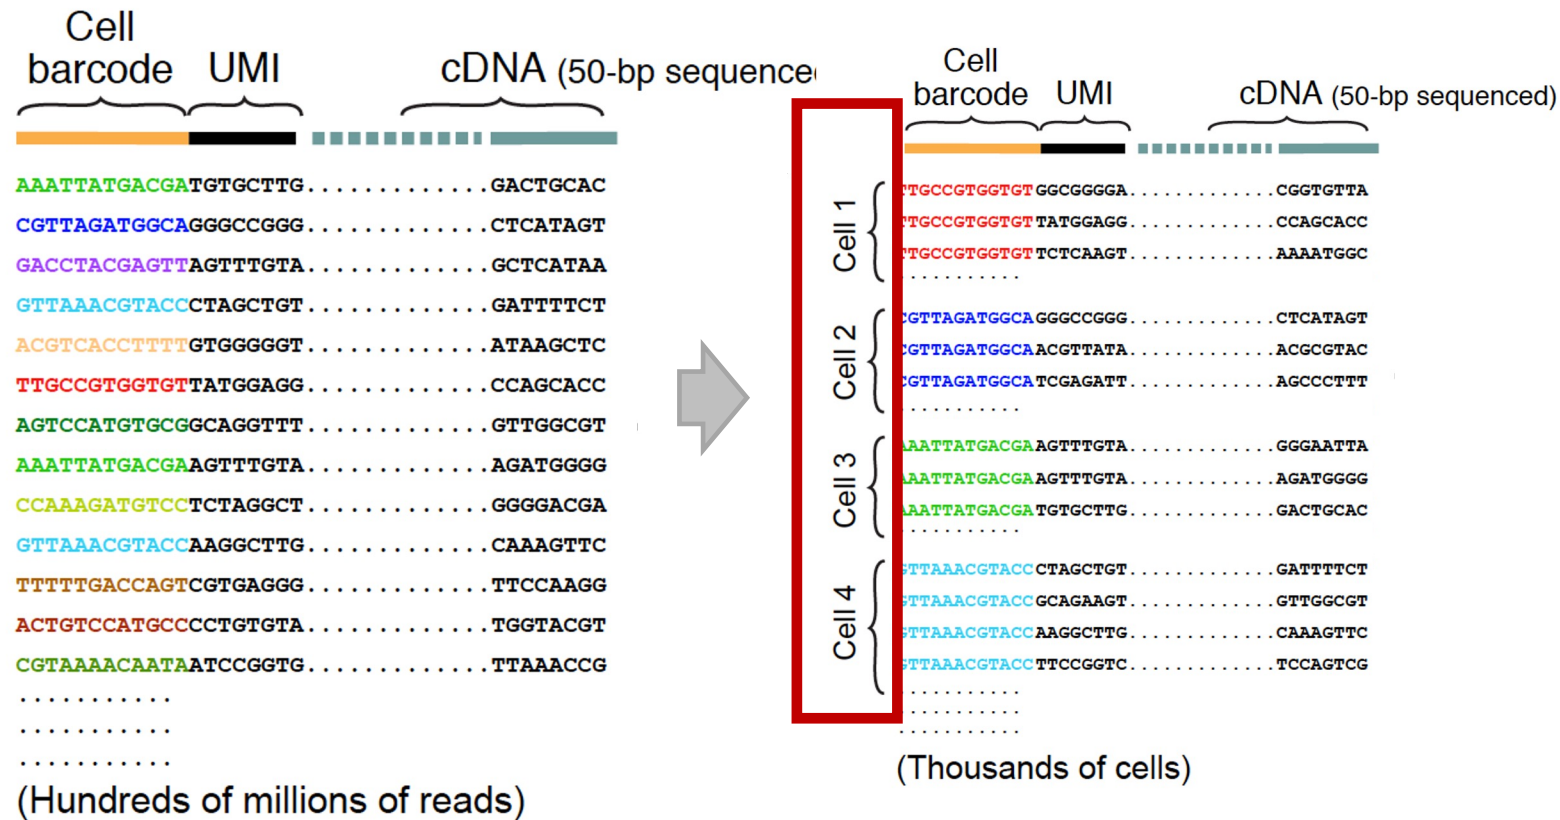 Cell
barcode UMI cDNA (50-bp sequenced
AAATTATGACGATGTGCTTG.............GACTGCAC
CGTTAGATGGCAGGGCCGGG.............CTCATAGT
GACCTACGAGTTAGTTTGTA.............GCTCATAA
GTTAAACGTACCCTAGCTGT.............GATTTTCT
ACGTCACCTTTTGTGGGGGT.............ATAAGCTC
TTGCCGTGGTGTTATGGAGG.............CCAGCACC
AGTCCATGTGCGGCAGGTTT.............GTTGGCGT
AAATTATGACGAAGTTTGTA.............AGATGGGG
CCAAAGATGTCCTCTAGGCT.............GGGGACGA
GTTAAACGTACCAAGGCTTG.............CAAAGTTC
TTTTTGACCAGTCGTGAGGG.............TTCCAAGG
ACTGTCCATGCCCCTGTGTA.............TGGTACGT
CGTAAAACAATAATCCGGTG.............TTAAACCG
...........
...........
...........
(Hundreds of millions of reads)
Cell
barcode UMI cDNA (50-bp sequenced)
Cell 1
TTGCCGTGGTGTGGCGGGGA.............CGGTGTTA
TTGCCGTGGTGTTATGGAGG.............CCAGCACC
TTGCCGTGGTGTTCTCAAGT.............AAAATGGC
...........
Cell 2
CGTTAGATGGCAGGGCCGGG.............CTCATAGT
CGTTAGATGGCAACGTTATA.............ACGCGTAC
CGTTAGATGGCATCGAGATT.............AGCCCTTT
...........
Cell 3
AAATTATGACGAAGTTTGTA.............GGGAATTA
AAATTATGACGAAGTTTGTA.............AGATGGGG
AAATTATGACGATGTGCTTG.............GACTGCAC
...........
Cell 4
GTTAAACGTACCCTAGCTGT.............GATTTTCT
GTTAAACGTACCGCAGAAGT.............GTTGGCGT
GTTAAACGTACCAAGGCTTG.............CAAAGTTC
GTTAAACGTACCTTCCGGTC.............TCCAGTCG
...........
...........
...........
(Thousands of cells)